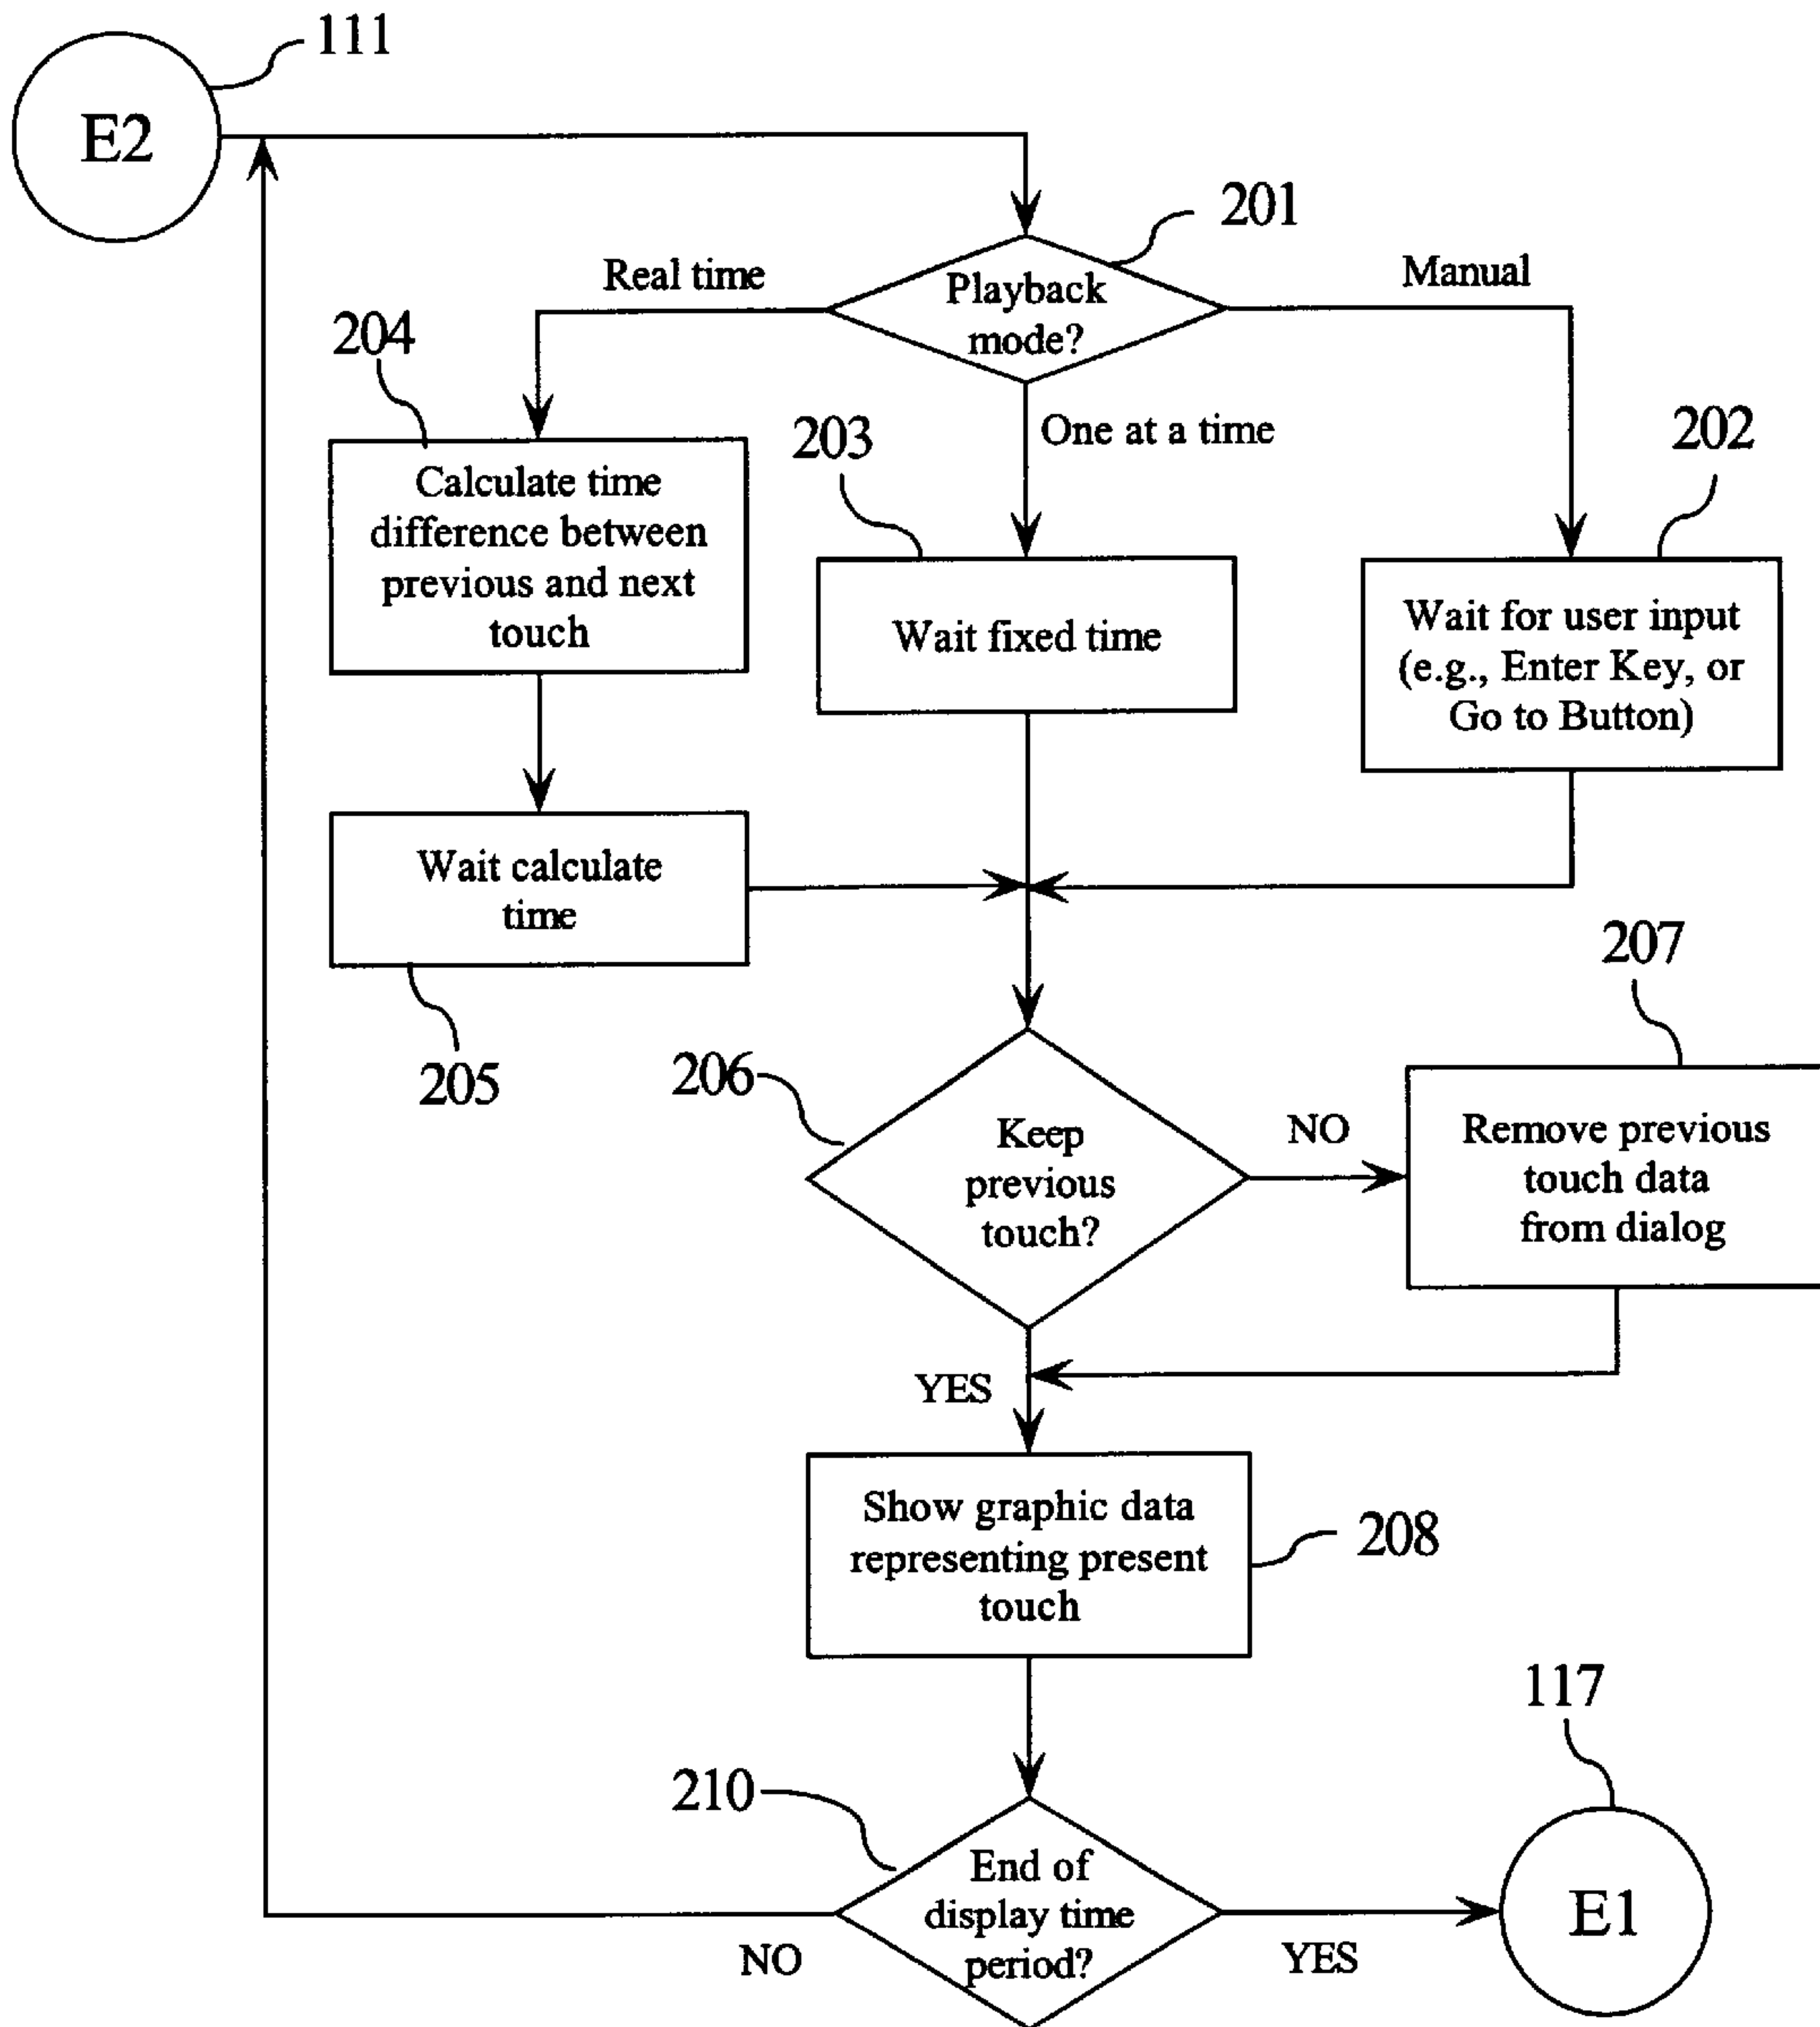 111
E2
201
Real time
Playback
mode?
Manual
204
203
One at a time
202
Calculate time
difference between
previous and next
touch
Wait fixed time
Wait for user input
(e.g., Enter Key, or
Go to Button)
Wait calculate
time
205
207
206
Keep
previous
touch?
NO
Remove previous
touch data
from dialog
YES
Show graphic data
representing present
touch
208
117
210
End of
display time
period?
NO
YES
E1